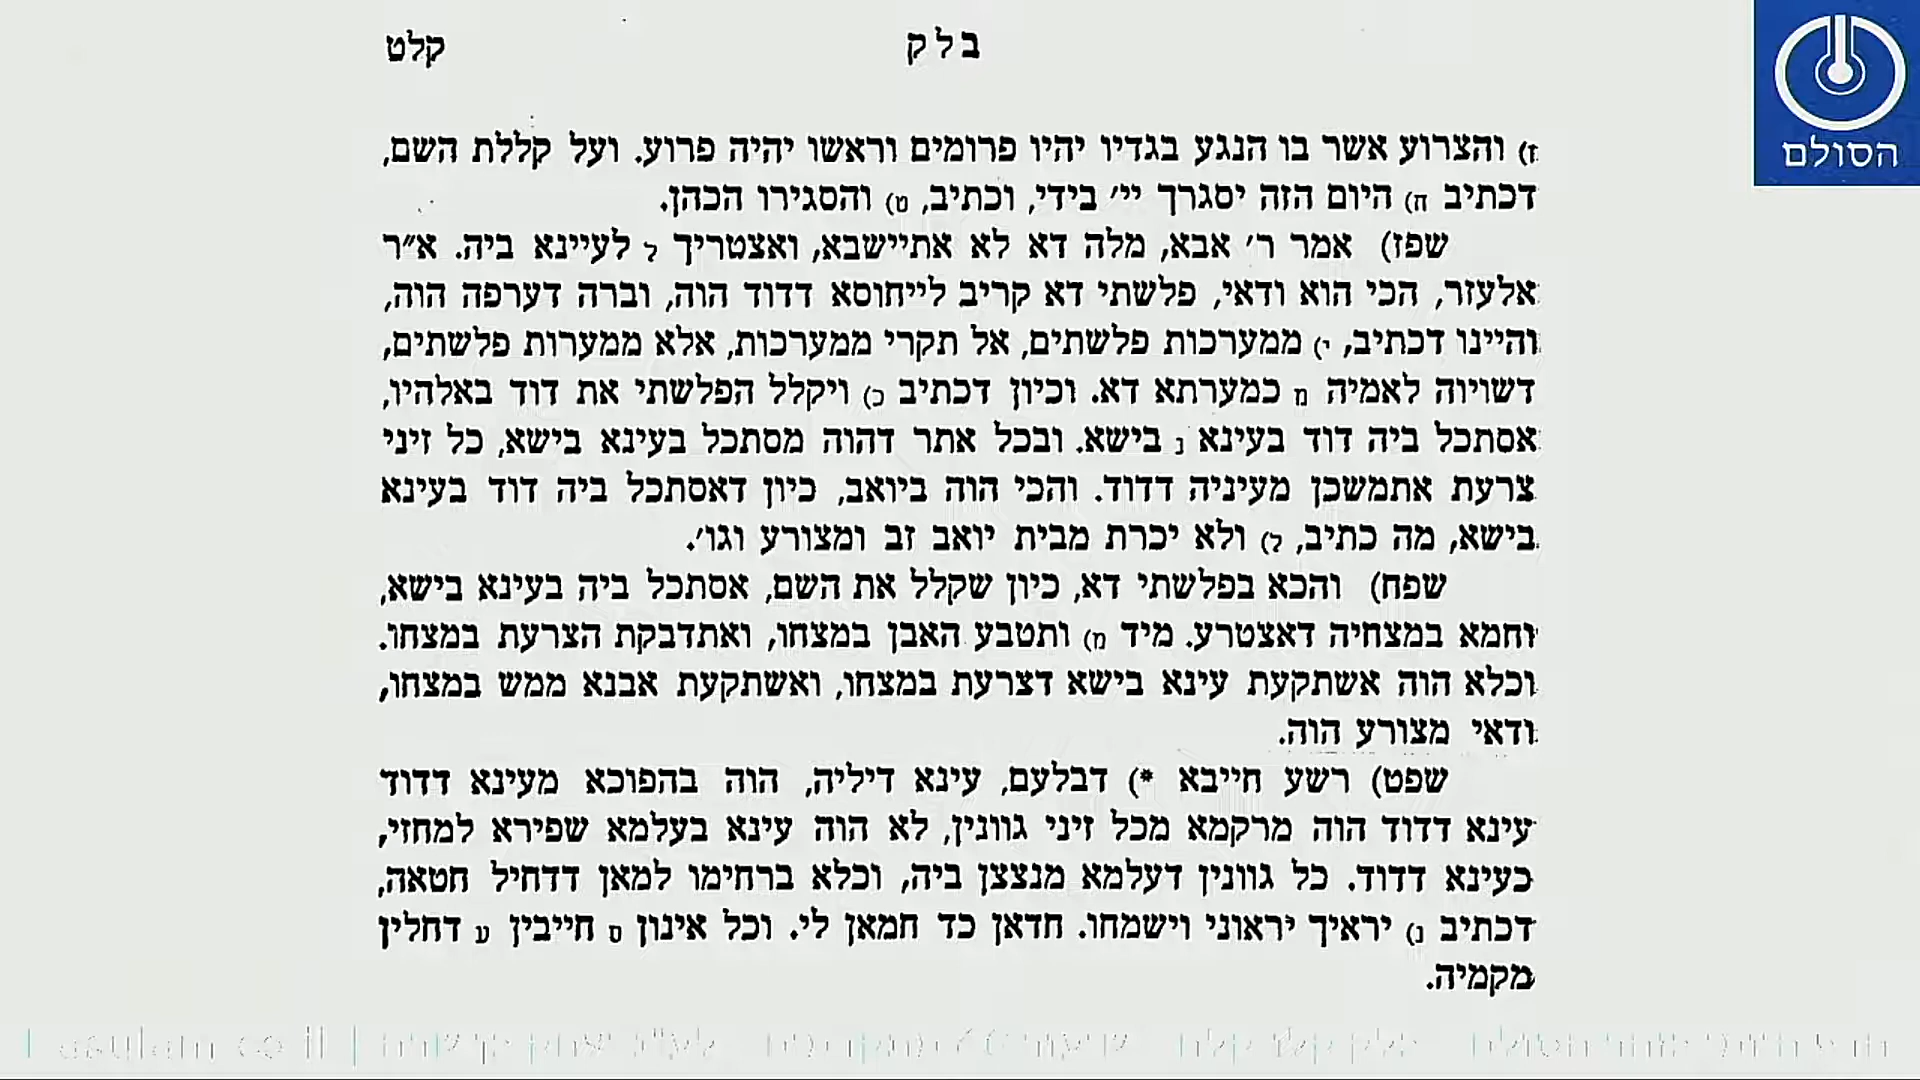 בלק קלט
הסולם
ז) והצרוע אשר בו הנגע בגדיו יהיו פרומים וראשו יהיה פרוע. ועל קללת השם,
דכתיב ח) היום הזה יסגרך יי׳ בידי, וכתיב, ט) והסגירו הכהן.
שפז) אמר ר׳ אבא, מלה דא לא אתיישבא, ואצטריך ל לעיינא ביה. א״ר
אלעזר, הכי הוא ודאי, פלשתי דא קריב לייחוסא דדוד הוה, וברה דערפה הוה,
והיינו דכתיב, י) ממערכות פלשתים, אל תקרי ממערכות, אלא ממערות פלשתים,
דשויוה לאמיה מ כמערתא דא. וכיון דכתיב כ) ויקלל הפלשתי את דוד באלהיו,
אסתכל ביה דוד בעינא נ בישא. ובכל אתר דהוה מסתכל בעינא בישא, כל זיני
צרעת אתמשכן מעיניה דדוד. והכי הוה ביואב, כיון דאסתכל ביה דוד בעינא
בישא, מה כתיב, ל) ולא יכרת מבית יואב זב ומצורע וגו׳.
שפח) והכא בפלשתי דא, כיון שקלל את השם, אסתכל ביה בעינא בישא,
וחמא במצחיה דאצטרע. מיד מ) ותטבע האבן במצחו, ואתדבקת הצרעת במצחו.
וכלא הוה אשתקעת עינא בישא דצרעת במצחו, ואשתקעת אבנא ממש במצחו,
ודאי מצורע הוה.
שפט) רשע חייבא *) דבלעם, עינא דיליה, הוה בהפוכא מעינא דדוד
עינא דדוד הוה מרקמא מכל זיני גוונין, לא הוה עינא בעלמא שפירא למחזי,
כעינא דדוד. כל גוונין דעלמא מנצצן ביה, וכלא ברחימו למאן דדחיל חטאה,
דכתיב נ) יראיך יראוני וישמחו. חדאן כד חמאן לי. וכל אינון ס חייבין ע דחלין
מקמיה.